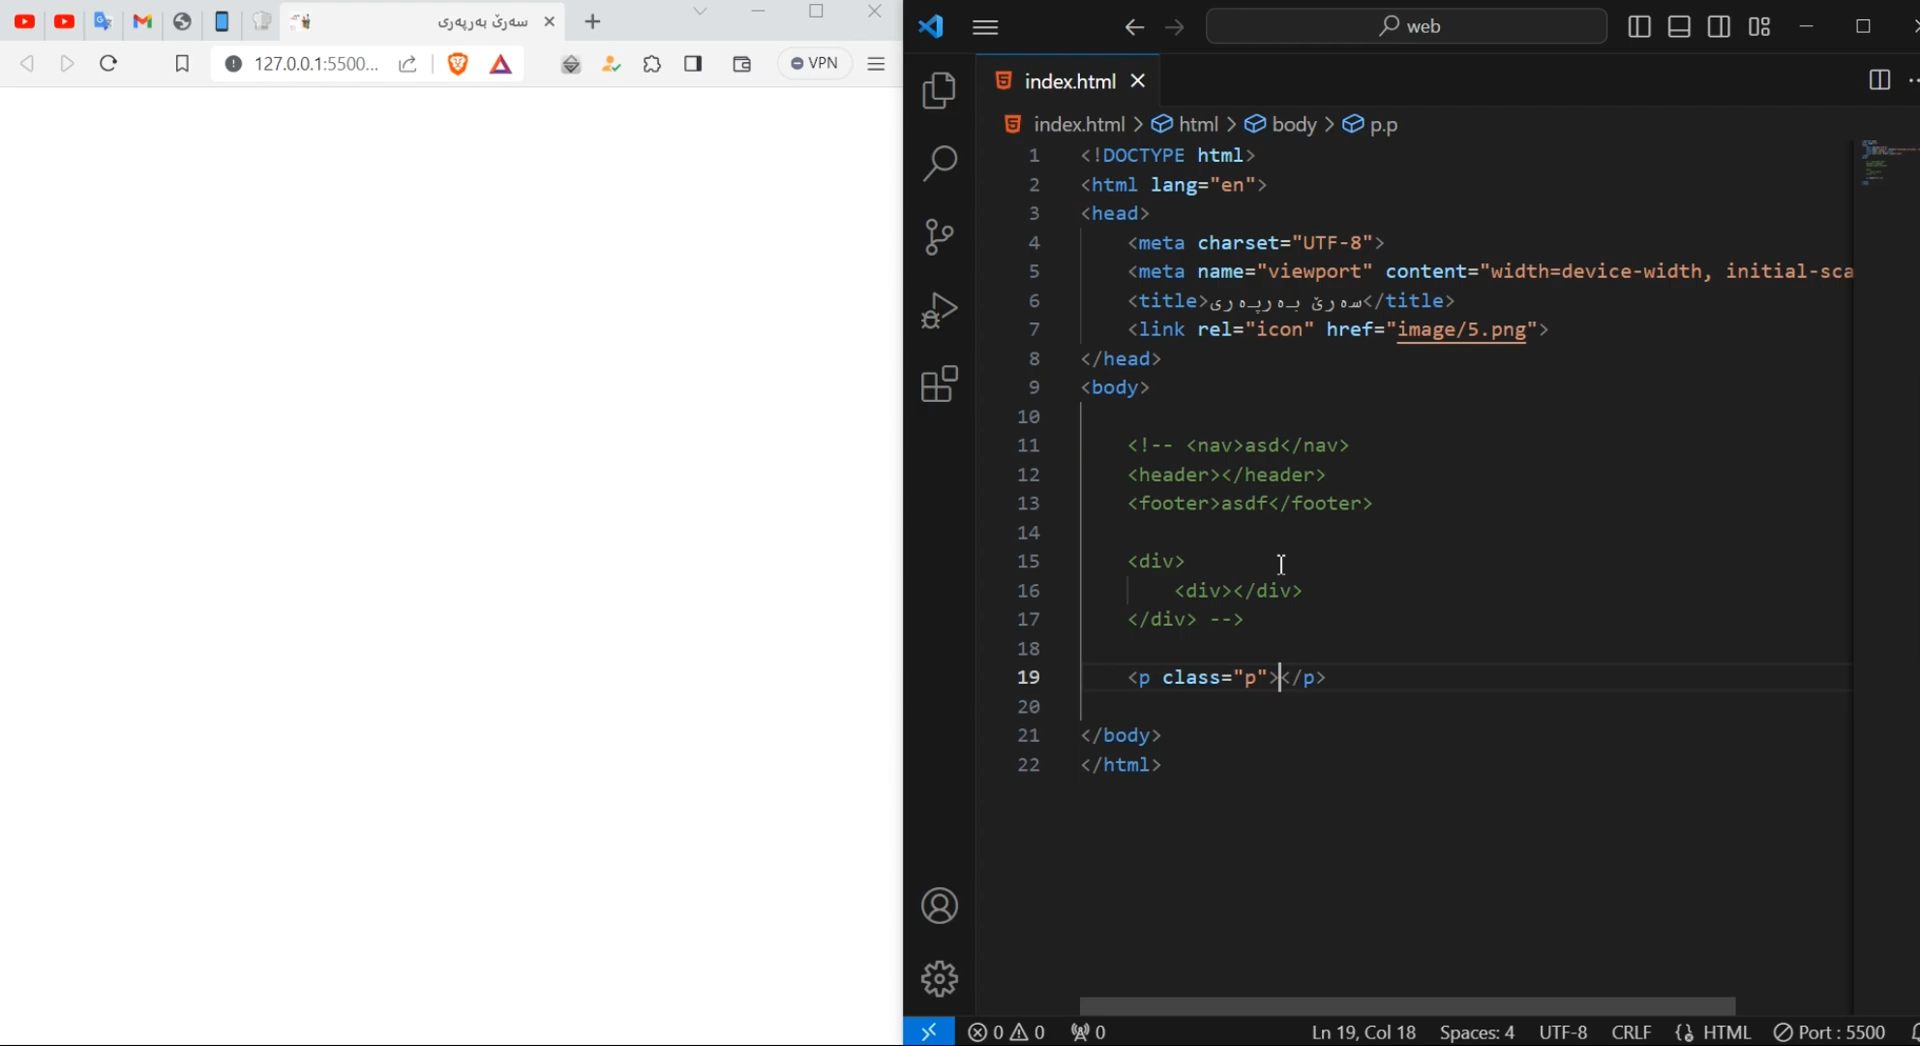 سەرێ بەرپەری
127.0.0.1:5500...
VPN
web
index.html
index.html > html > body > p.p
1 <!DOCTYPE html>
2 <html lang="en">
3 <head>
4 <meta charset="UTF-8">
5 <meta name="viewport" content="width=device-width, initial-sca
6 <title>سەرێ بەرپەری</title>
7 <link rel="icon" href="image/5.png">
8 </head>
9 <body>
10
11 <!-- <nav>asd</nav>
12 <header></header>
13 <footer>asdf</footer>
14
15 <div>
16 <div></div>
17 </div> -->
18
19 <p class="p"></p>
20
21 </body>
22 </html>
0 0 0 Ln 19, Col 18 Spaces: 4 UTF-8 CRLF HTML Port : 5500